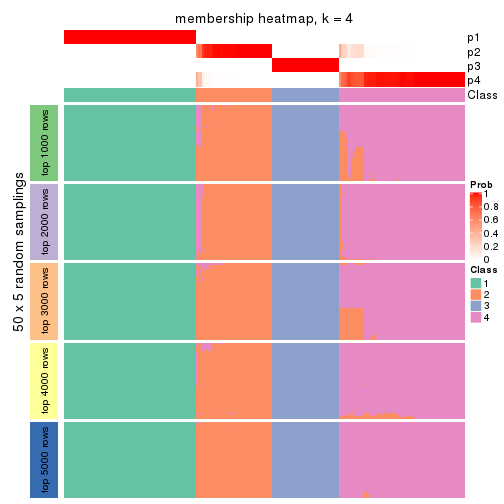 membership heatmap, k = 4
p1
p2
p3
p4
Class
50 x 5 random samplings
top 1000 rows
top 2000 rows
top 3000 rows
top 4000 rows
top 5000 rows
Prob
1
0.8
0.6
0.4
0.2
0
Class
1
2
3
4